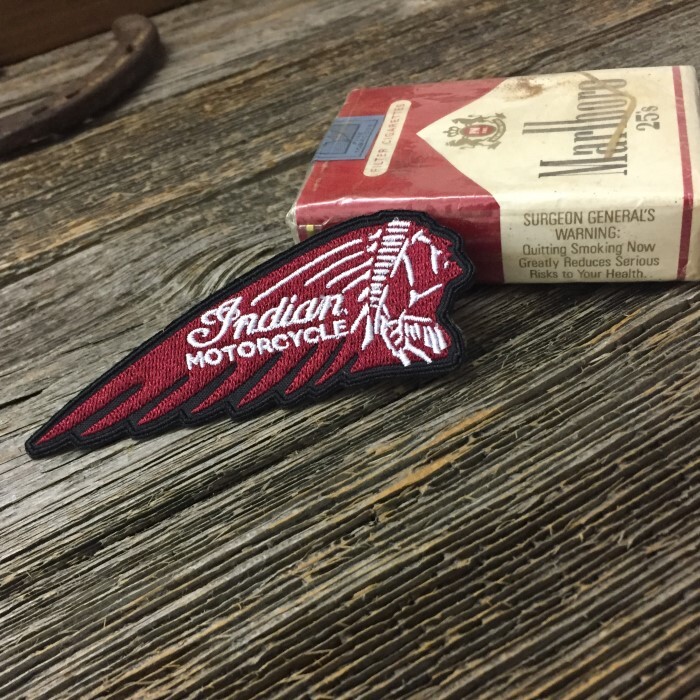 FILTER CIGARETTES
Marlboro
25's
SURGEON GENERAL'S
WARNING:
Quitting Smoking Now
Greatly Reduces Serious
Risks to Your Health.
Indian
MOTORCYCLE